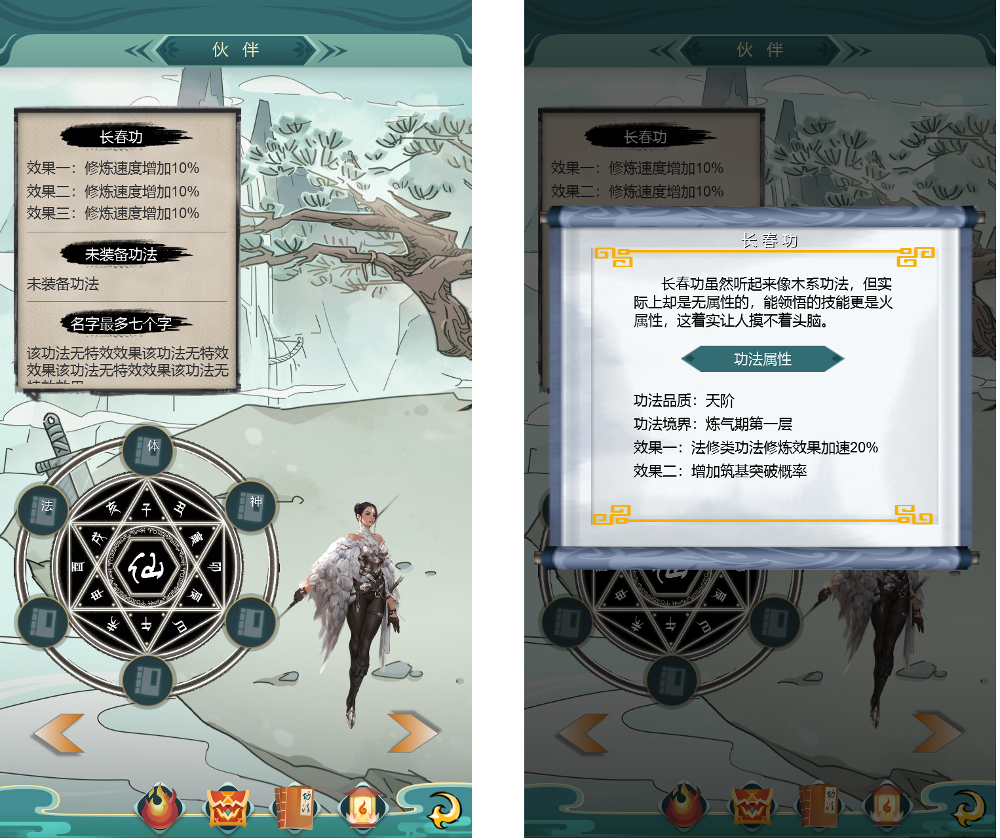 伙 伴
长春功
效果一：修炼速度增加10%
效果二：修炼速度增加10%
效果三：修炼速度增加10%
未装备功法
未装备功法
名字最多七个字
该功法无特效效果该功法无特效
效果该功法无特效效果该功法无
体
法
神
子
丑
寅
卯
辰
巳
午
未
申
酉
戌
亥
仙
功法
伙 伴
长春功
效果一：修炼速度增加10%
效果二：修炼速度增加10%
长春功
长春功虽然听起来像木系功法，但实
际上却是无属性的，能领悟的技能更是火
属性，这着实让人摸不着头脑。
功法属性
功法品质：天阶
功法境界：炼气期第一层
效果一：法修类功法修炼效果加速20%
效果二：增加筑基突破概率
申
未
午
巳
辰
功法